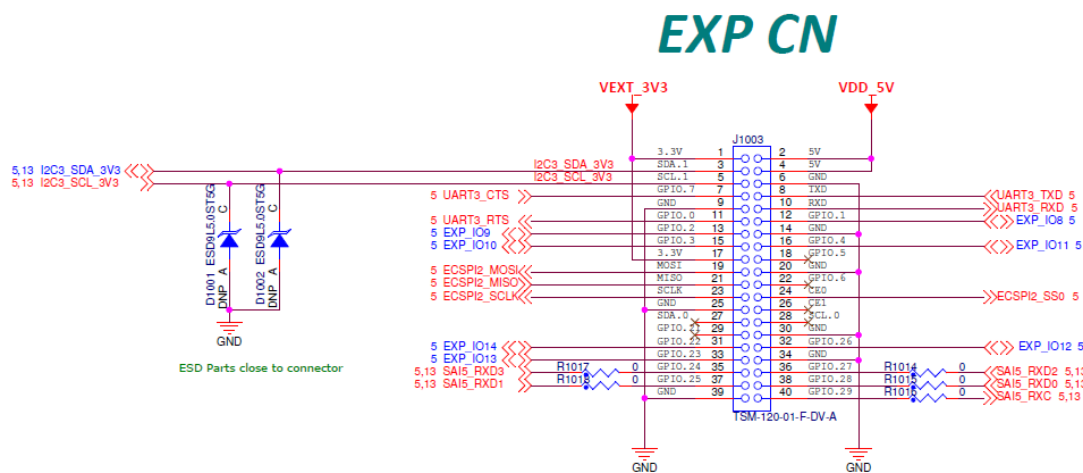 EXP CN
VEXT_3V3 VDD_5V
J1003
3.3V 1 2 5V
5,13 I2C3_SDA_3V3 I2C3_SDA_3V3 SDA.1 3 4 5V
5,13 I2C3_SCL_3V3 I2C3_SCL_3V3 SCL.1 5 6 GND
5 UART3_CTS GPIO.7 7 8 TXD UART3_TXD 5
GND 9 10 RXD UART3_RXD 5
5 UART3_RTS GPIO.0 11 12 GPIO.1 EXP_IO8 5
5 EXP_IO9 GPIO.2 13 14 GND
5 EXP_IO10 GPIO.3 15 16 GPIO.4 EXP_IO11 5
3.3V 17 18 GPIO.5
5 ECSPI2_MOSI MOSI 19 20 GND
5 ECSPI2_MISO MISO 21 22 GPIO.6
5 ECSPI2_SCLK SCLK 23 24 CE0 ECSPI2_SS0 5
GND 25 26 CE1
SDA.0 27 28 SCL.0
GPIO.21 29 30 GND
5 EXP_IO14 GPIO.22 31 32 GPIO.26 EXP_IO12 5
5 EXP_IO13 GPIO.23 33 34 GND
5,13 SAI5_RXD3 R1017 0 GPIO.24 35 36 GPIO.27 R1014 0 SAI5_RXD2 5,13
5,13 SAI5_RXD1 R1018 0 GPIO.25 37 38 GPIO.28 R1015 0 SAI5_RXD0 5,13
GND 39 40 GPIO.29 R1016 0 SAI5_RXC 5,13
TSM-120-01-F-DV-A
GND GND
D1001 ESD9L5.0ST5G
DNP A C
D1002 ESD9L5.0ST5G
DNP A C
GND
ESD Parts close to connector